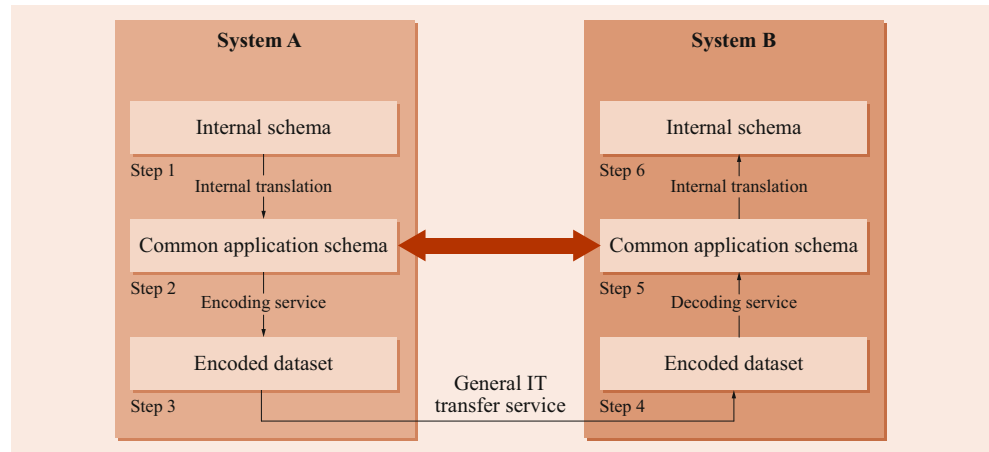 System A
Internal schema
Step 1
Internal translation
Common application schema
Step 2
Encoding service
Encoded dataset
Step 3
General IT
transfer service
System B
Internal schema
Step 6
Internal translation
Common application schema
Step 5
Decoding service
Encoded dataset
Step 4